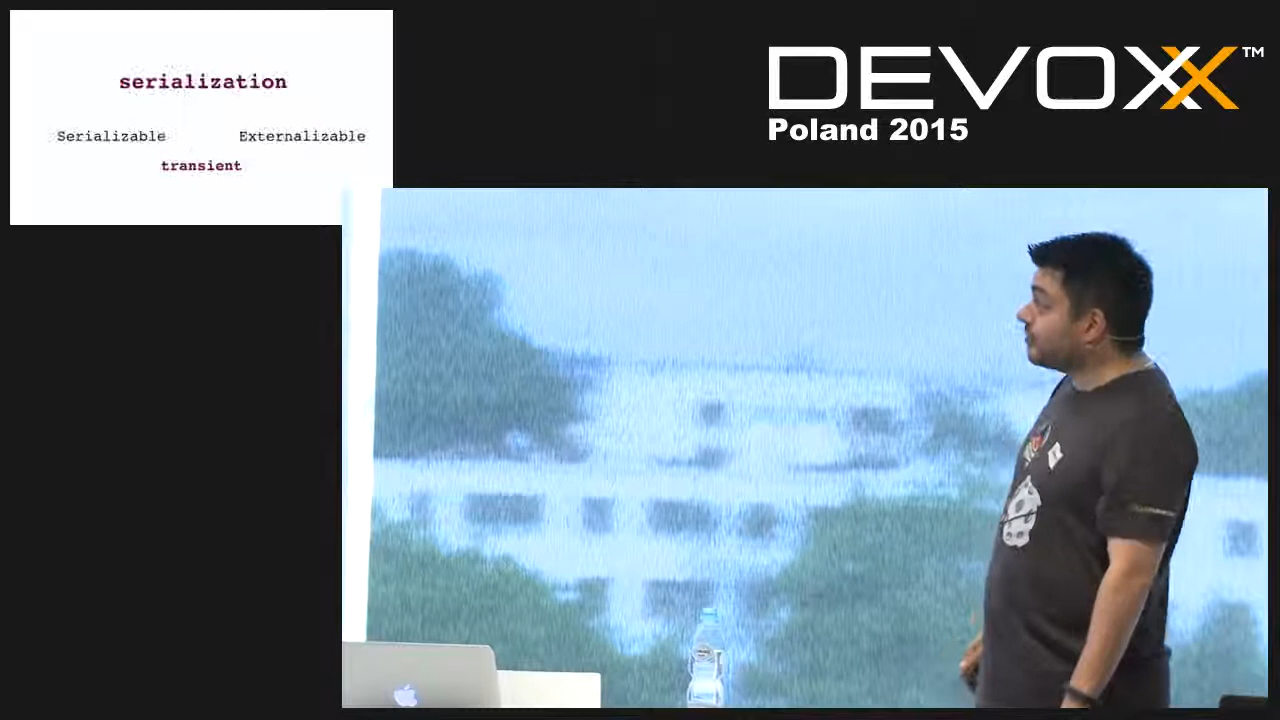 serialization
Serializable Externalizable
transient
DEVOXX™
Poland 2015